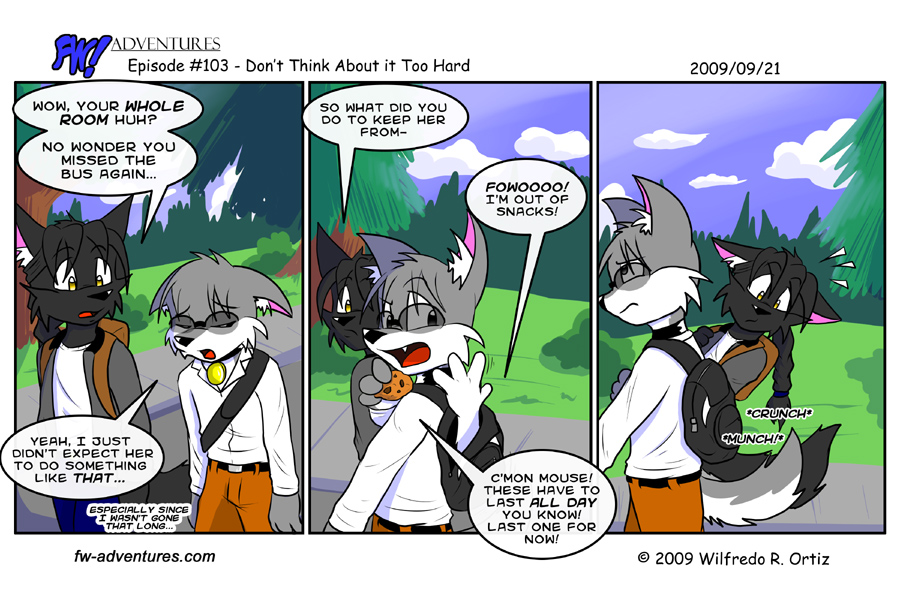 FW! ADVENTURES
Episode #103 - Don't Think About it Too Hard
2009/09/21
WOW, YOUR WHOLE
ROOM HUH?
NO WONDER YOU
MISSED THE
BUS AGAIN...
YEAH, I JUST
DIDN'T EXPECT HER
TO DO SOMETHING
LIKE THAT...
ESPECIALLY SINCE
I WASN'T GONE
THAT LONG...
SO WHAT DID YOU
DO TO KEEP HER
FROM-
FOWOOOO!
I'M OUT OF
SNACKS!
C'MON MOUSE!
THESE HAVE TO
LAST ALL DAY
YOU KNOW!
LAST ONE FOR
NOW!
*CRUNCH*
*MUNCH!*
fw-adventures.com
© 2009 Wilfredo R. Ortiz